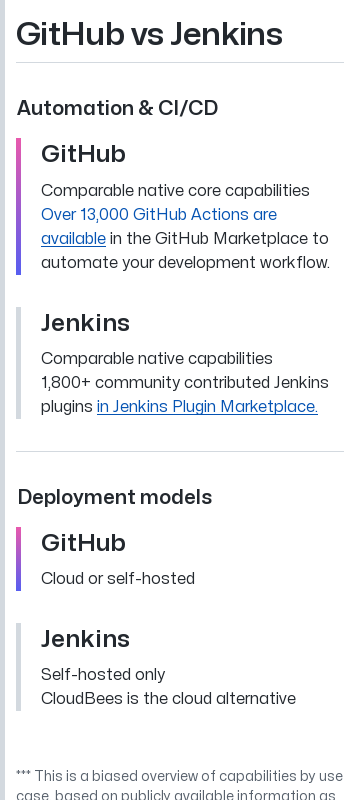 GitHub vs Jenkins
Automation & CI/CD
GitHub
Comparable native core capabilities
Over 13,000 GitHub Actions are
available in the GitHub Marketplace to
automate your development workflow.
Jenkins
Comparable native capabilities
1,800+ community contributed Jenkins
plugins in Jenkins Plugin Marketplace.
Deployment models
GitHub
Cloud or self-hosted
Jenkins
Self-hosted only
CloudBees is the cloud alternative
*** This is a biased overview of capabilities by use
case, based on publicly available information as